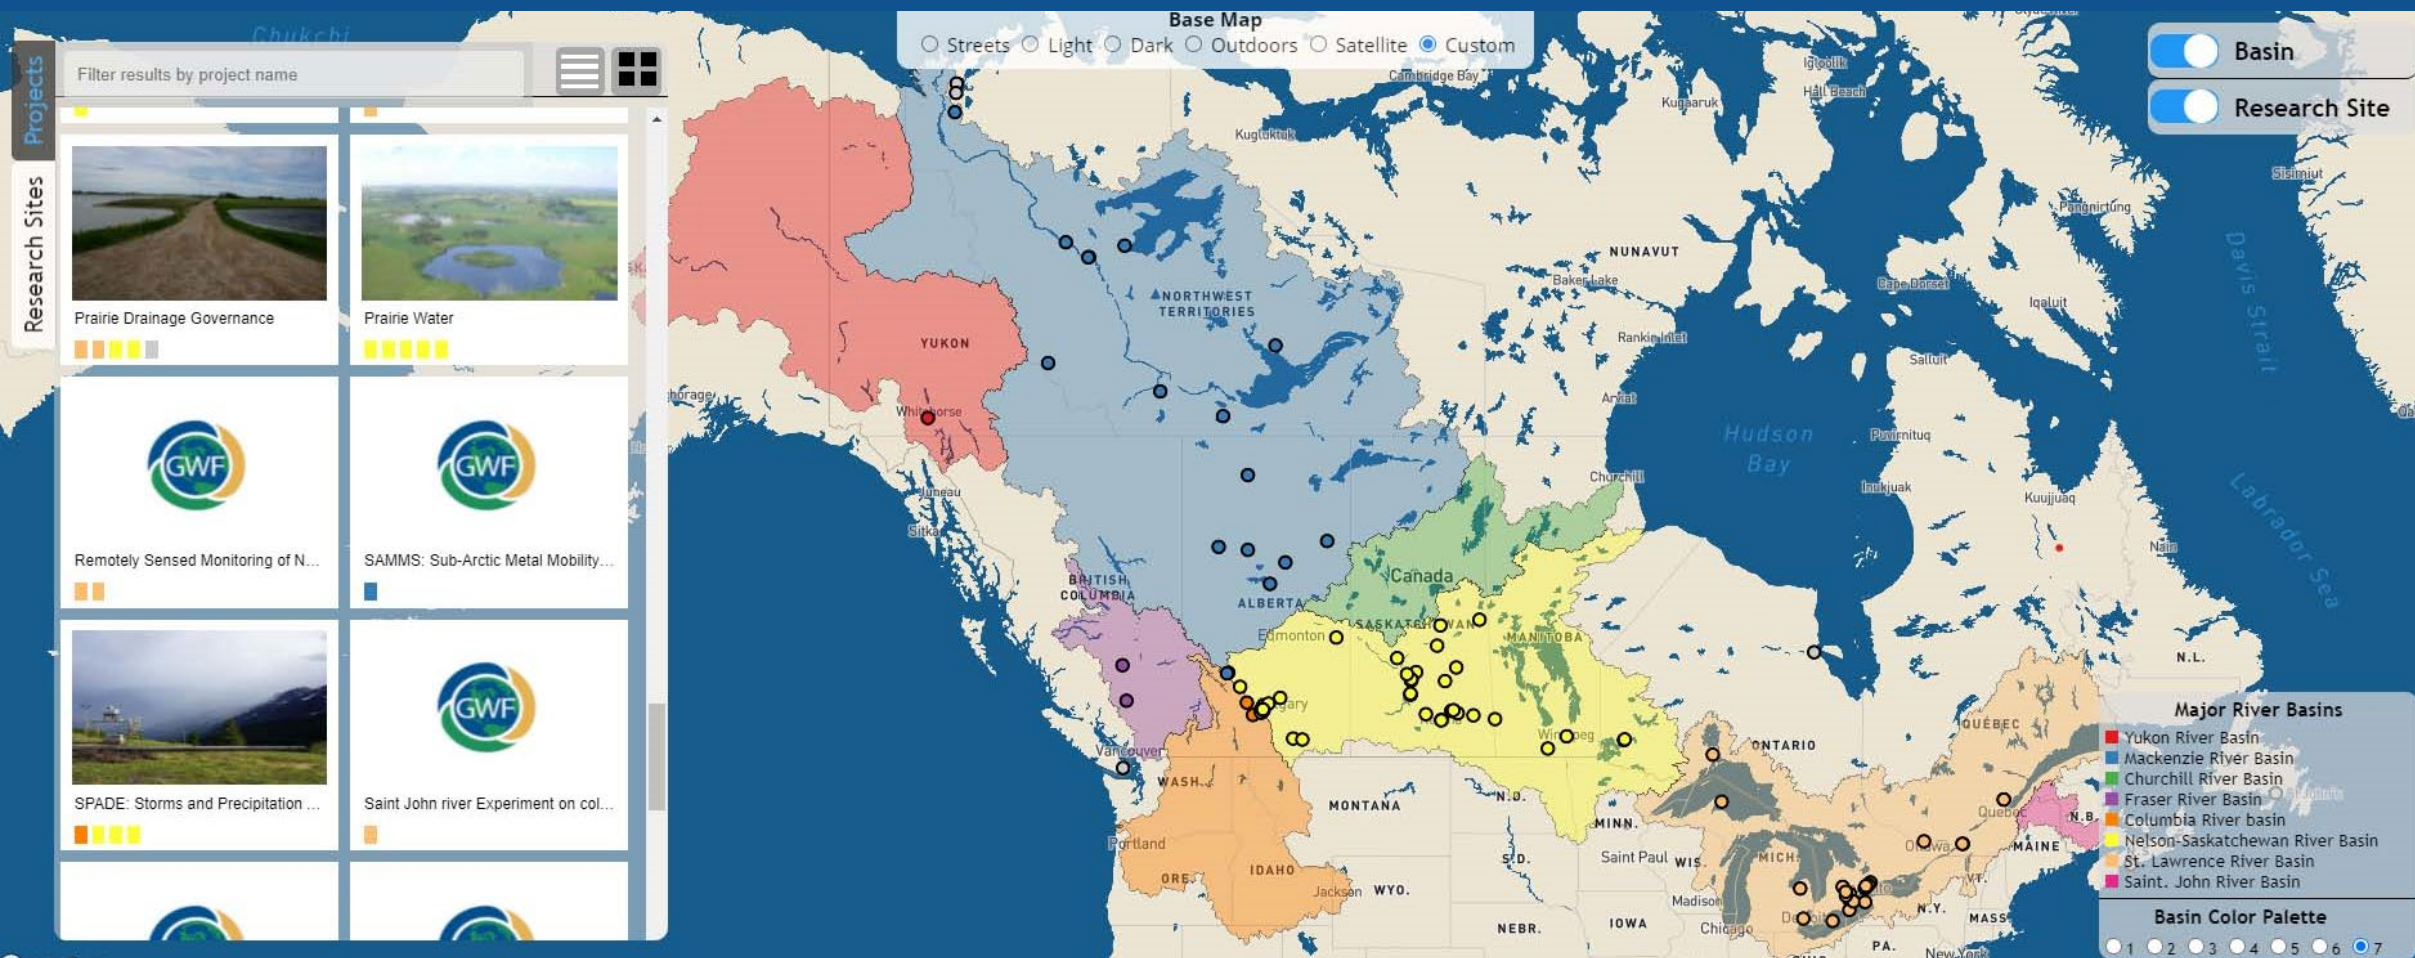 Projects
Research Sites
Filter results by project name
Prairie Drainage Governance
Prairie Water
GWF
Remotely Sensed Monitoring of N...
GWF
SAMMS: Sub-Arctic Metal Mobility...
SPADE: Storms and Precipitation ...
GWF
Saint John river Experiment on col...
Base Map
Streets Light Dark Outdoors Satellite Custom
Basin
Research Site
Chukchi
Cambridge Bay
Kugaaruk
Igloolik
Hall Beach
Kugluktuk
Sisimiut
Pangnirtung
NUNAVUT
Baker Lake
Cape Dorset
Iqaluit
Davis Strait
NORTHWEST
TERRITORIES
YUKON
Rankin Inlet
Salluit
Arviat
Whitehorse
Hudson
Bay
Puvirnituq
Juneau
Churchill
Inukjuak
Kuujjuaq
Sitka
Labrador Sea
Nain
BRITISH
COLUMBIA
Canada
ALBERTA
Edmonton
SASKATCHEWAN
MANITOBA
N.L.
Vancouver
Winnipeg
ONTARIO
QUÉBEC
WASH.
MONTANA
N.D.
MINN.
Quebec
N.B.
Portland
Ottawa
MAINE
ORE.
IDAHO
S.D.
Saint Paul
WIS.
MICH.
VT.
Jackson
WYO.
Madison
Detroit
N.Y.
MASS
NEBR.
IOWA
Chicago
PA.
New York
Major River Basins
Yukon River Basin
Mackenzie River Basin
Churchill River Basin
Fraser River Basin
Columbia River basin
Nelson-Saskatchewan River Basin
St. Lawrence River Basin
Saint. John River Basin
Basin Color Palette
1 2 3 4 5 6 7